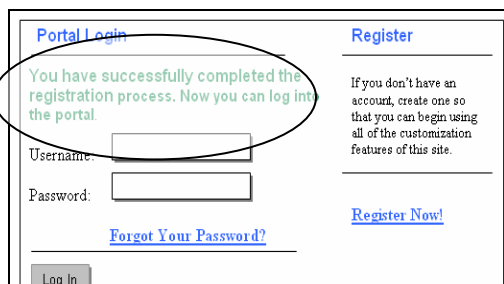 Portal Login
You have successfully completed the
registration process. Now you can log into
the portal.
Username:
Password:
Forgot Your Password?
Log In
Register
If you don't have an
account, create one so
that you can begin using
all of the customization
features of this site.
Register Now!